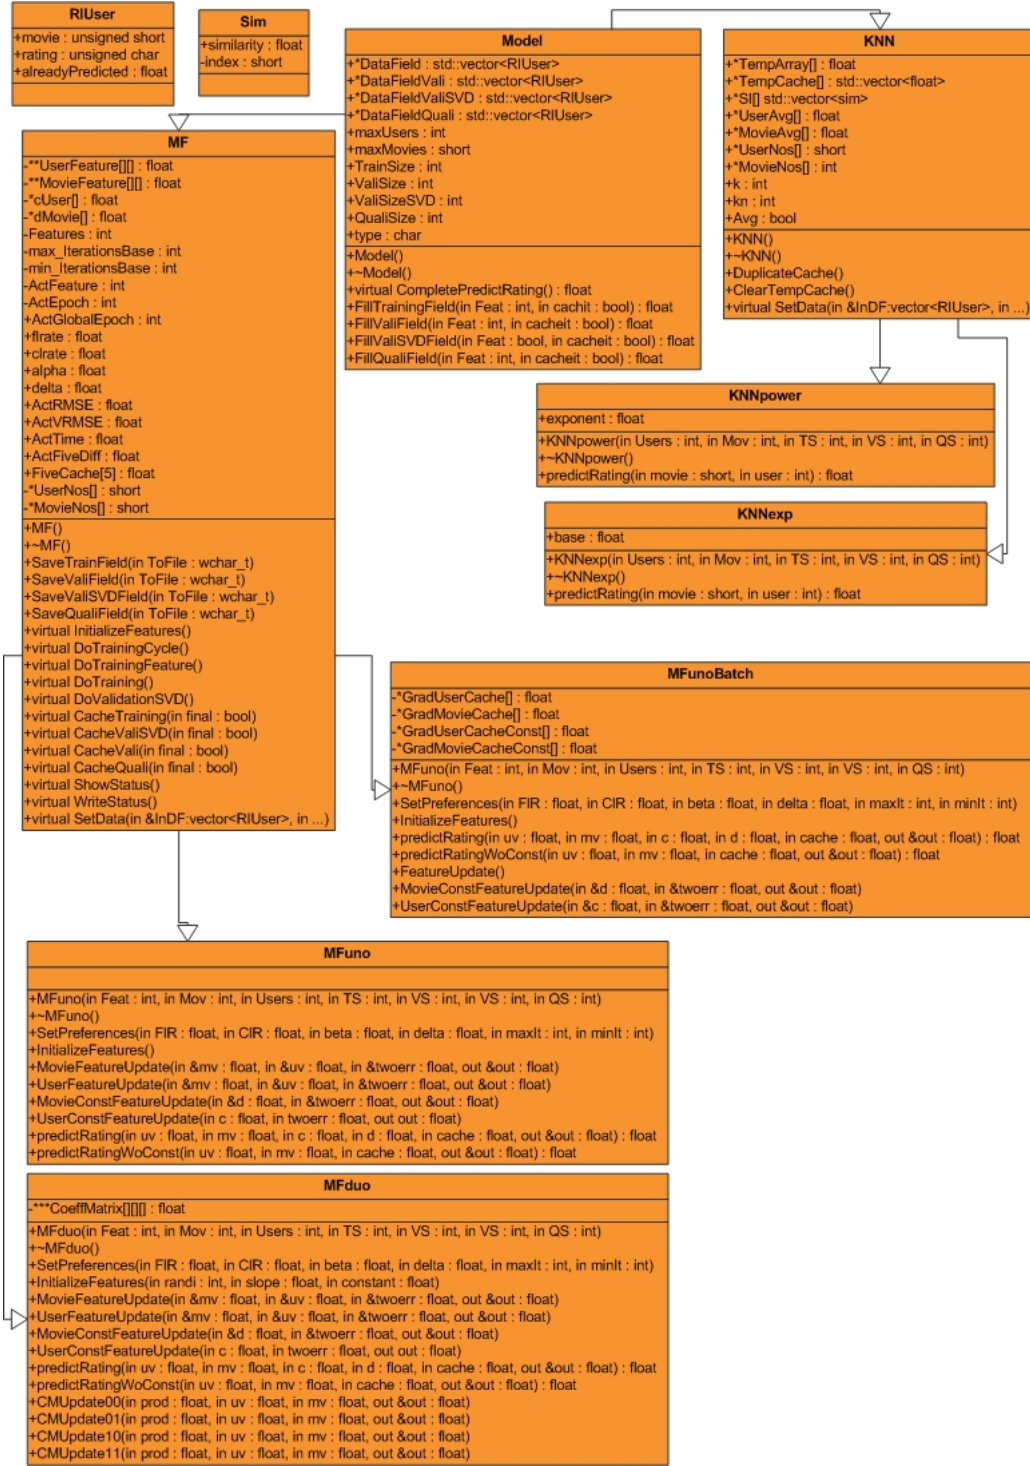 RIUser
+movie : unsigned short
+rating : unsigned char
+alreadyPredicted : float
Sim
+similarity : float
-index : short
Model
+*DataField : std::vector<RIUser>
+*DataFieldVali : std::vector<RIUser>
+*DataFieldValiSVD : std::vector<RIUser>
+*DataFieldQuali : std::vector<RIUser>
+maxUsers : int
+maxMovies : short
+TrainSize : int
+ValiSize : int
+ValiSizeSVD : int
+QualiSize : int
+type : char
+Model()
+~Model()
+virtual CompletePredictRating() : float
+FillTrainingField(in Feat : int, in cachit : bool) : float
+FillValiField(in Feat : int, in cacheit : bool) : float
+FillValiSVDField(in Feat : bool, in cacheit : bool) : float
+FillQualiField(in Feat : int, in cacheit : bool) : float
KNN
+*TempArray[] : float
+*TempCache[] : std::vector<float>
+*SI[] std::vector<sim>
+*UserAvg[] : float
+*MovieAvg[] : float
+*UserNos[] : short
+*MovieNos[] : int
+k : int
+kn : int
+Avg : bool
+KNN()
+~KNN()
+DuplicateCache()
+ClearTempCache()
+virtual SetData(in &InDF:vector<RIUser>, in ...)
MF
-**UserFeature[][] : float
-**MovieFeature[][] : float
-*cUser[] : float
-*dMovie[] : float
-Features : int
-max_IterationsBase : int
-min_IterationsBase : int
-ActFeature : int
-ActEpoch : int
+ActGlobalEpoch : int
+flrate : float
+clrate : float
+alpha : float
+delta : float
+ActRMSE : float
+ActVRMSE : float
+ActTime : float
+ActFiveDiff : float
+FiveCache[5] : float
-*UserNos[] : short
-*MovieNos[] : short
+MF()
+~MF()
+SaveTrainField(in ToFile : wchar_t)
+SaveValiField(in ToFile : wchar_t)
+SaveValiSVDField(in ToFile : wchar_t)
+SaveQualiField(in ToFile : wchar_t)
+virtual InitializeFeatures()
+virtual DoTrainingCycle()
+virtual DoTrainingFeature()
+virtual DoTraining()
+virtual DoValidationSVD()
+virtual CacheTraining(in final : bool)
+virtual CacheValiSVD(in final : bool)
+virtual CacheVali(in final : bool)
+virtual CacheQuali(in final : bool)
+virtual ShowStatus()
+virtual WriteStatus()
+virtual SetData(in &InDF:vector<RIUser>, in ...)
KNNpower
+exponent : float
+KNNpower(in Users : int, in Mov : int, in TS : int, in VS : int, in QS : int)
+~KNNpower()
+predictRating(in movie : short, in user : int) : float
KNNexp
+base : float
+KNNexp(in Users : int, in Mov : int, in TS : int, in VS : int, in QS : int)
+~KNNexp()
+predictRating(in movie : short, in user : int) : float
MFunoBatch
-*GradUserCache[] : float
-*GradMovieCache[] : float
-*GradUserCacheConst[] : float
-*GradMovieCacheConst[] : float
+MFuno(in Feat : int, in Mov : int, in Users : int, in TS : int, in VS : int, in VS : int, in QS : int)
+~MFuno()
+SetPreferences(in FlR : float, in ClR : float, in beta : float, in delta : float, in maxIt : int, in minIt : int)
+InitializeFeatures()
+predictRating(in uv : float, in mv : float, in c : float, in d : float, in cache : float, out &out : float) : float
+predictRatingWoConst(in uv : float, in mv : float, in cache : float, out &out : float) : float
+FeatureUpdate()
+MovieConstFeatureUpdate(in &d : float, in &twoerr : float, out &out : float)
+UserConstFeatureUpdate(in &c : float, in &twoerr : float, out &out : float)
MFuno
+MFuno(in Feat : int, in Mov : int, in Users : int, in TS : int, in VS : int, in VS : int, in QS : int)
+~MFuno()
+SetPreferences(in FlR : float, in ClR : float, in beta : float, in delta : float, in maxIt : int, in minIt : int)
+InitializeFeatures()
+MovieFeatureUpdate(in &mv : float, in &uv : float, in &twoerr : float, out &out : float)
+UserFeatureUpdate(in &mv : float, in &uv : float, in &twoerr : float, out &out : float)
+MovieConstFeatureUpdate(in &d : float, in &twoerr : float, out &out : float)
+UserConstFeatureUpdate(in c : float, in twoerr : float, out out : float)
+predictRating(in uv : float, in mv : float, in c : float, in d : float, in cache : float, out &out : float) : float
+predictRatingWoConst(in uv : float, in mv : float, in cache : float, out &out : float) : float
MFduo
-***CoeffMatrix[][][] : float
+MFduo(in Feat : int, in Mov : int, in Users : int, in TS : int, in VS : int, in VS : int, in QS : int)
+~MFduo()
+SetPreferences(in FlR : float, in ClR : float, in beta : float, in delta : float, in maxIt : int, in minIt : int)
+InitializeFeatures(in randi : int, in slope : float, in constant : float)
+MovieFeatureUpdate(in &mv : float, in &uv : float, in &twoerr : float, out &out : float)
+UserFeatureUpdate(in &mv : float, in &uv : float, in &twoerr : float, out &out : float)
+MovieConstFeatureUpdate(in &d : float, in &twoerr : float, out &out : float)
+UserConstFeatureUpdate(in c : float, in twoerr : float, out out : float)
+predictRating(in uv : float, in mv : float, in c : float, in d : float, in cache : float, out &out : float) : float
+predictRatingWoConst(in uv : float, in mv : float, in cache : float, out &out : float) : float
+CMUpdate00(in prod : float, in uv : float, in mv : float, out &out : float)
+CMUpdate01(in prod : float, in uv : float, in mv : float, out &out : float)
+CMUpdate10(in prod : float, in uv : float, in mv : float, out &out : float)
+CMUpdate11(in prod : float, in uv : float, in mv : float, out &out : float)